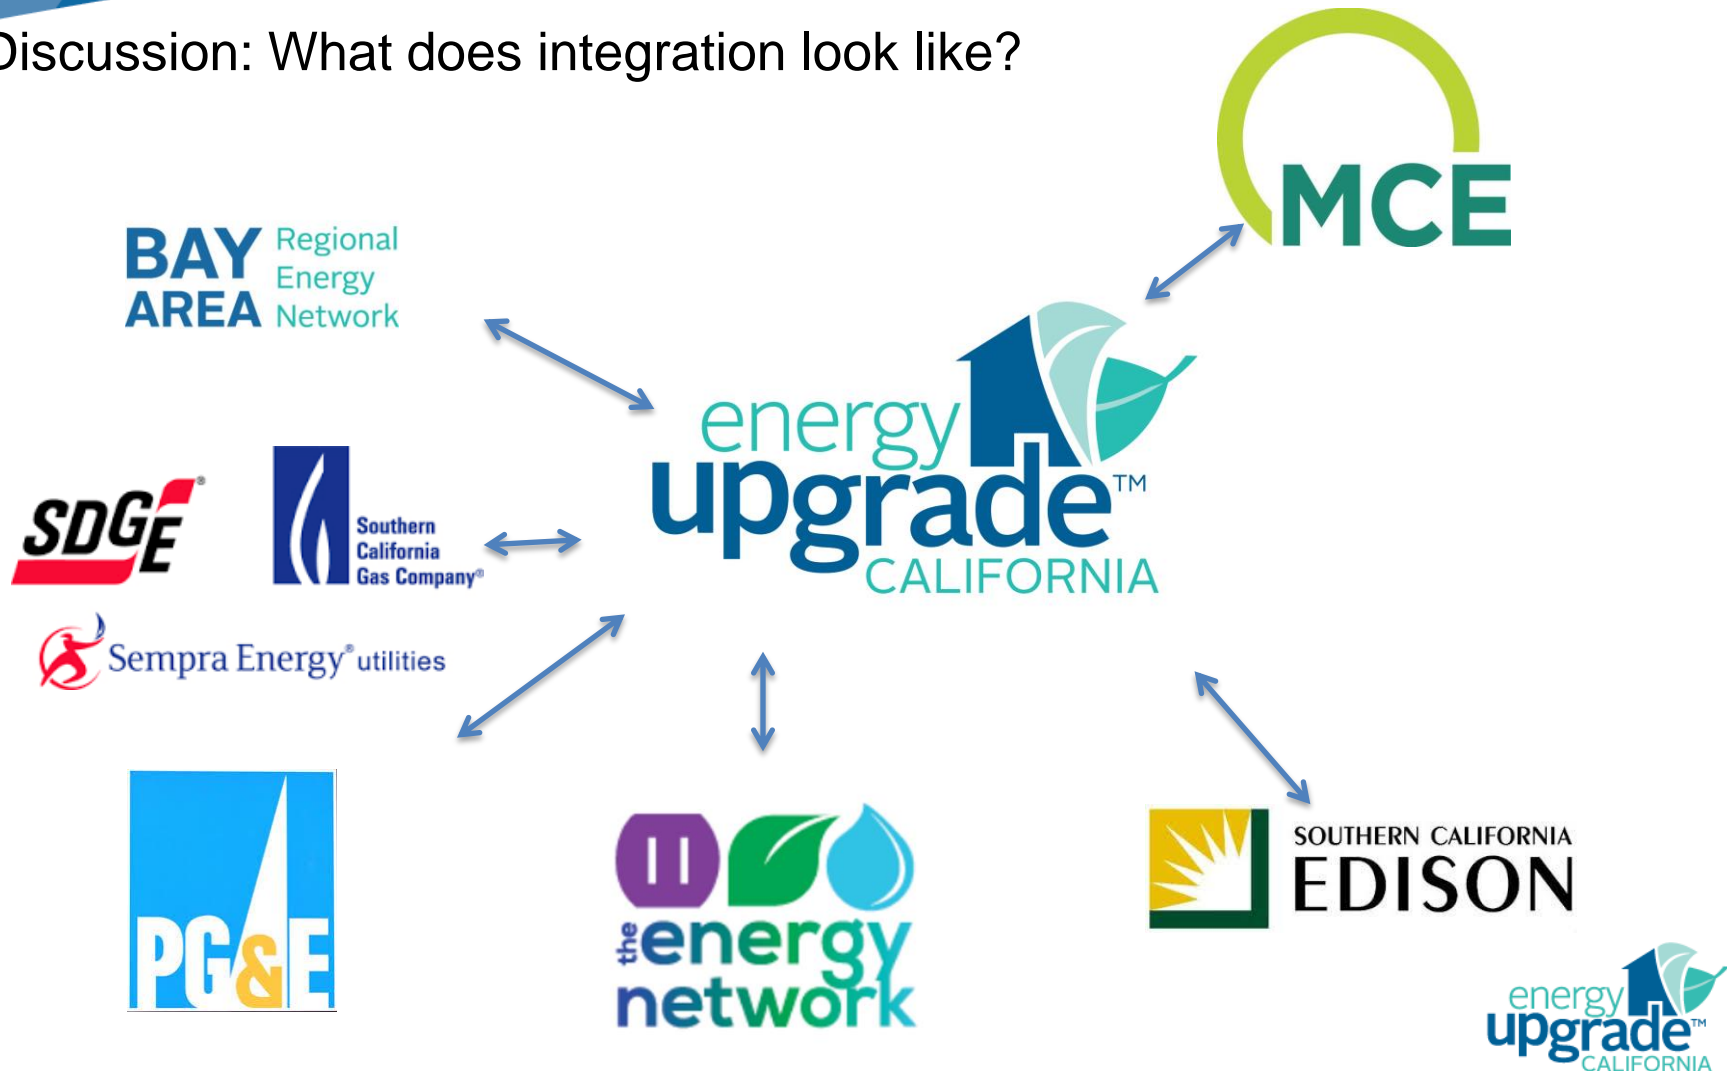 Discussion: What does integration look like?
MCE
BAY AREA
Regional
Energy
Network
energy
upgrade™
CALIFORNIA
SDGE®
Southern
California
Gas Company®
Sempra Energy® utilities
PG&E
the energy
network
SOUTHERN CALIFORNIA
EDISON
energy
upgrade™
CALIFORNIA